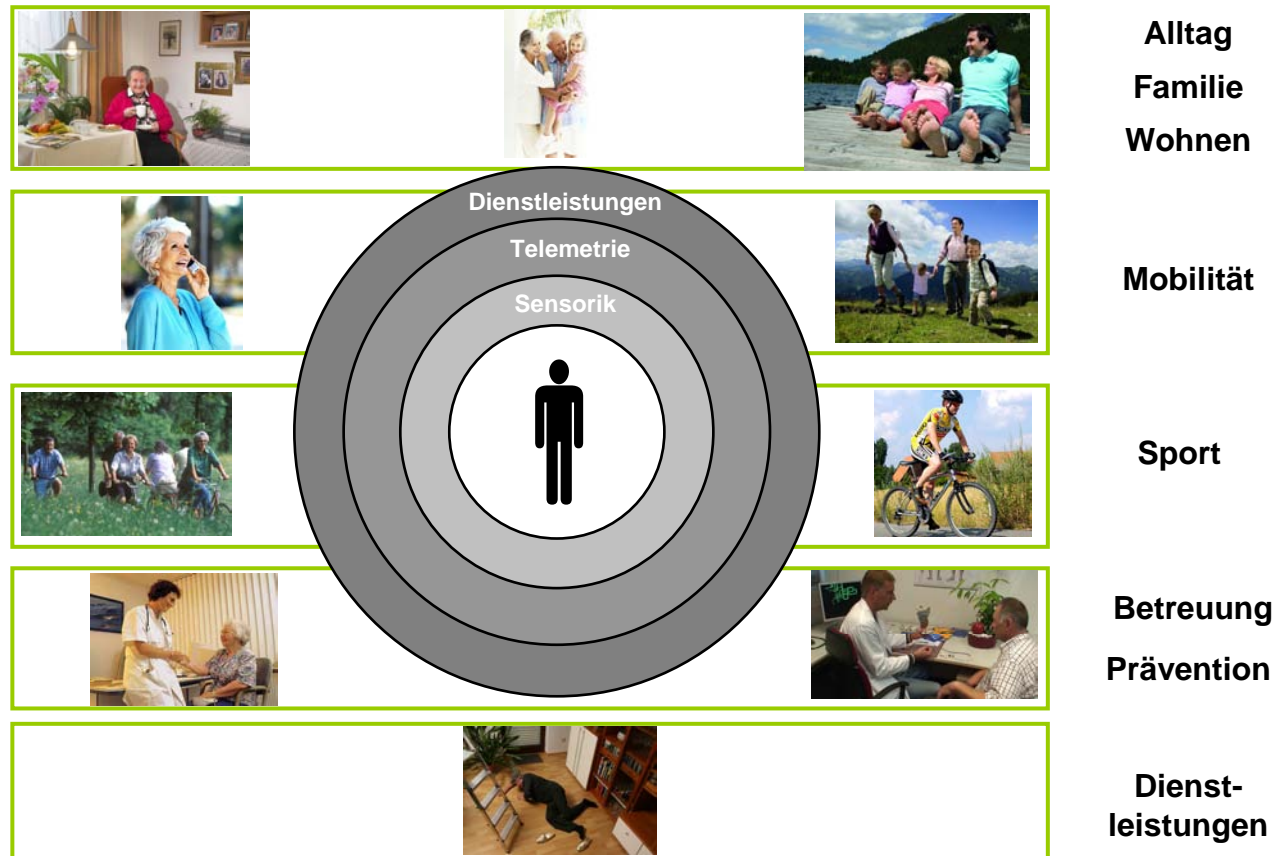 Alltag
Familie
Wohnen
Dienstleistungen
Telemetrie
Sensorik
Mobilität
Sport
Betreuung
Prävention
Dienst-
leistungen